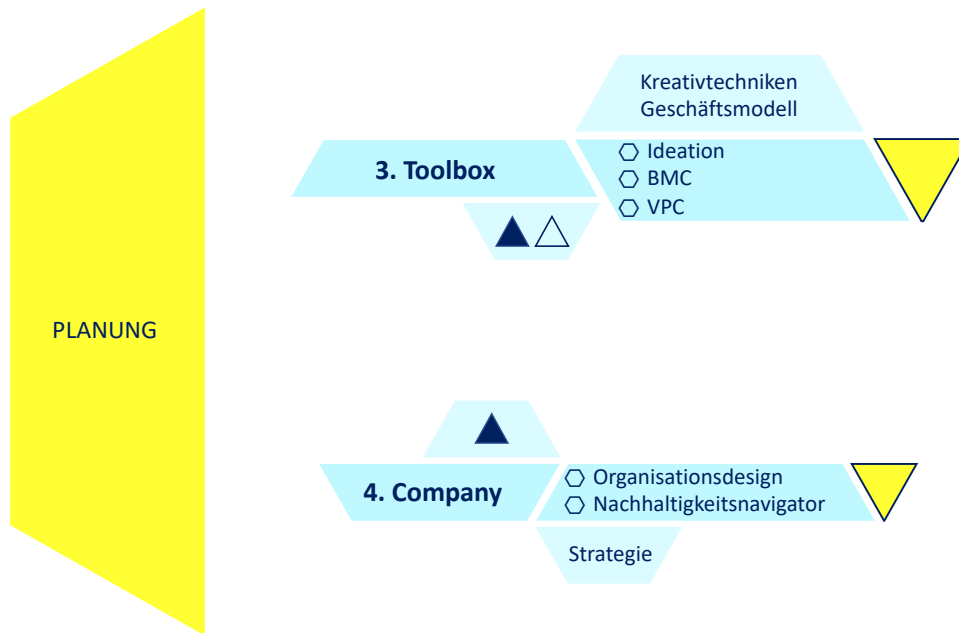 PLANUNG
Kreativtechniken
Geschäftsmodell
3. Toolbox
Ideation
BMC
VPC
4. Company
Organisationsdesign
Nachhaltigkeitsnavigator
Strategie